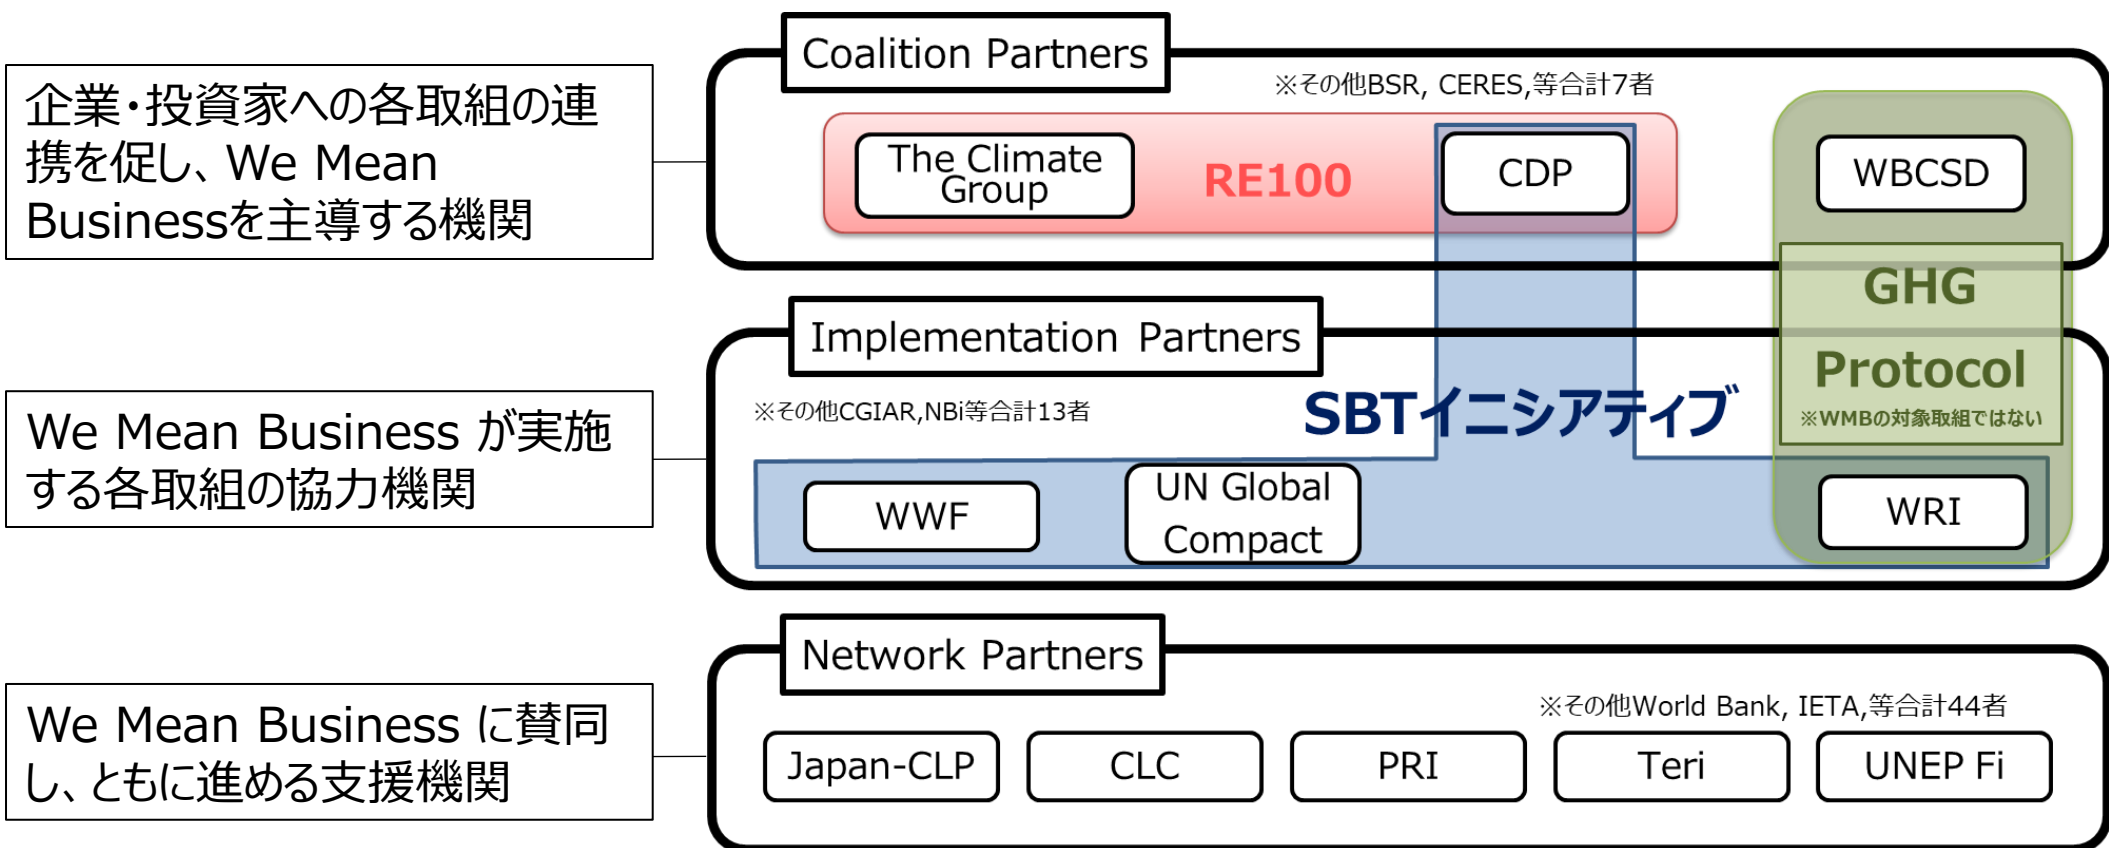 Coalition Partners
企業・投資家への各取組の連
携を促し、We Mean
Businessを主導する機関
※その他BSR, CERES,等合計7者
The Climate
Group
RE100
CDP
WBCSD
GHG
Protocol
※WMBの対象取組ではない
Implementation Partners
We Mean Business が実施
する各取組の協力機関
※その他CGIAR,NBi等合計13者
SBTイニシアティブ
WWF
UN Global
Compact
WRI
Network Partners
We Mean Business に賛同
し、ともに進める支援機関
※その他World Bank, IETA,等合計44者
Japan-CLP
CLC
PRI
Teri
UNEP Fi